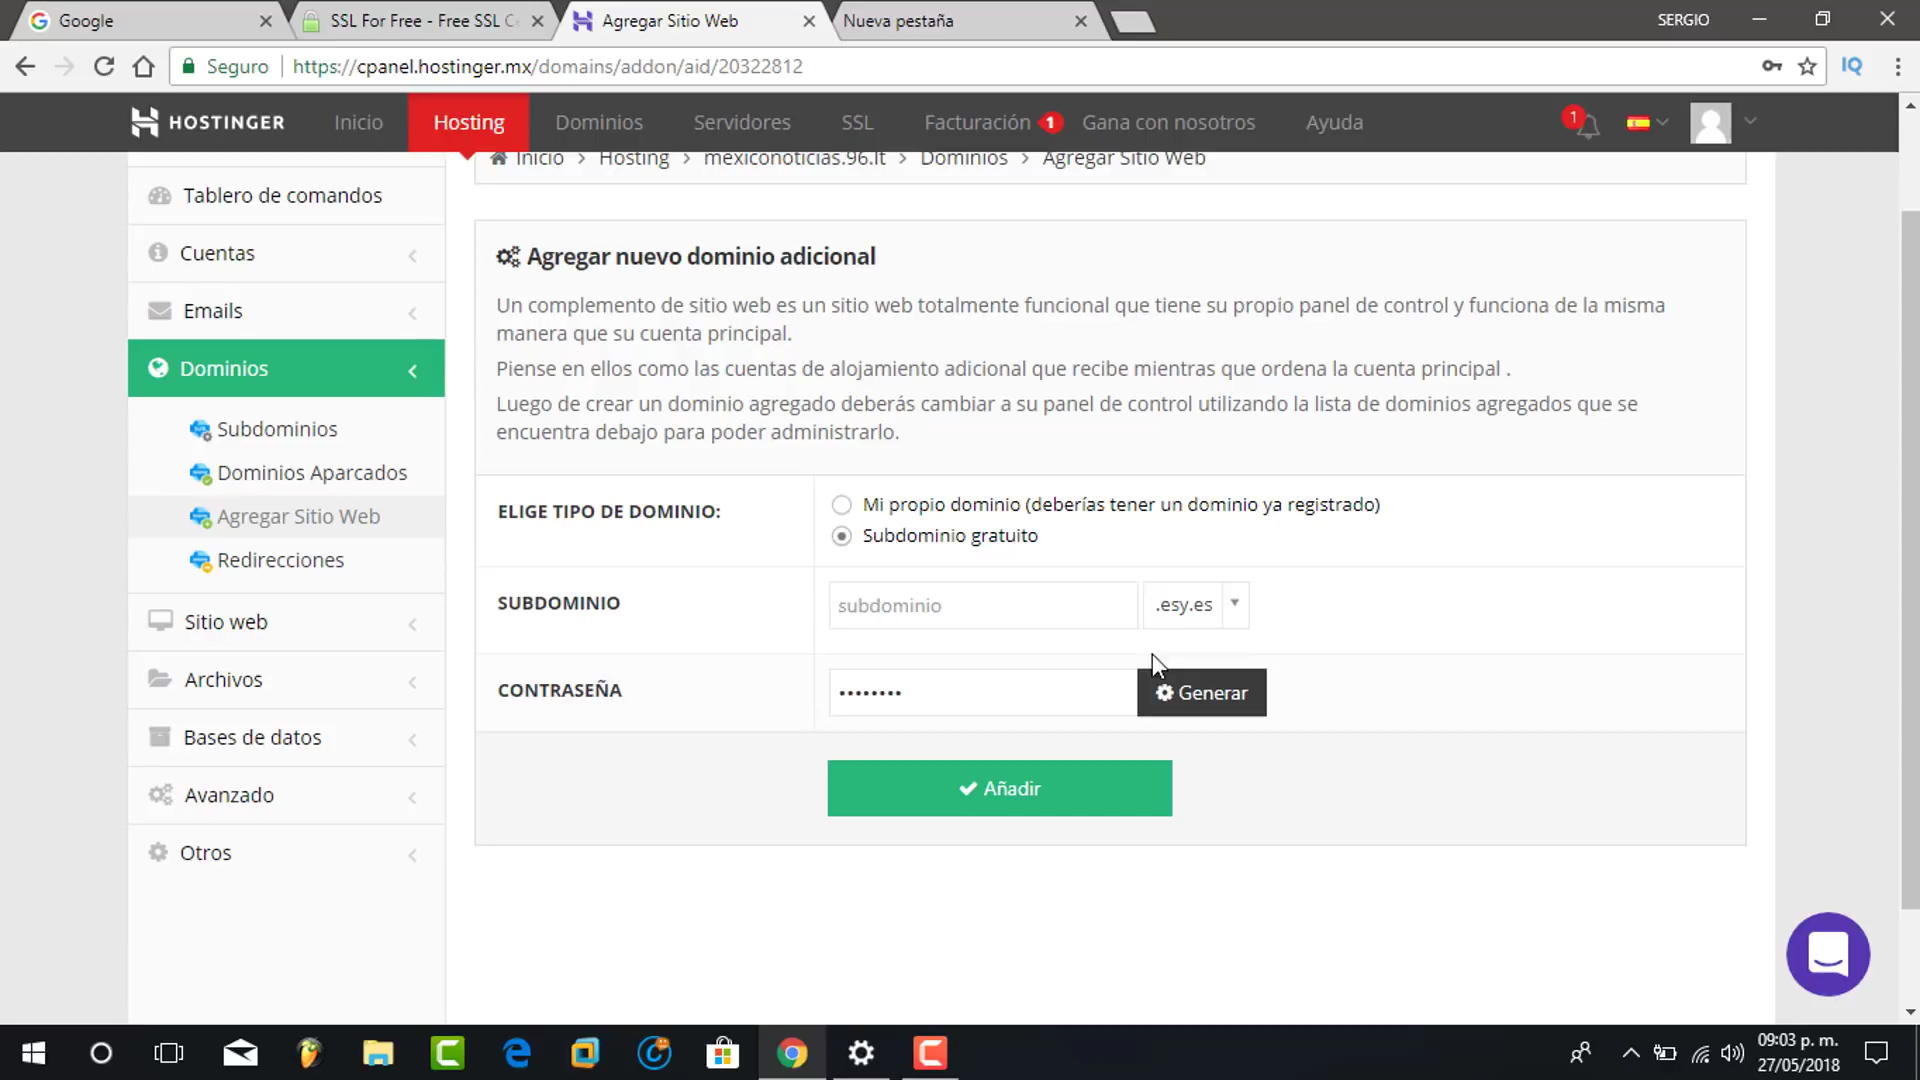 Google
SSL For Free - Free SSL Ce
Agregar Sitio Web
Nueva pestaña
SERGIO
Seguro
https://cpanel.hostinger.mx/domains/addon/aid/20322812
IQ
HOSTINGER
Inicio
Hosting
Dominios
Servidores
SSL
Facturación 1
Gana con nosotros
Ayuda
1
Inicio > Hosting > mexiconoticias.96.lt > Dominios > Agregar Sitio Web
Tablero de comandos
Cuentas
Emails
Dominios
Subdominios
Dominios Aparcados
Agregar Sitio Web
Redirecciones
Sitio web
Archivos
Bases de datos
Avanzado
Otros
Agregar nuevo dominio adicional
Un complemento de sitio web es un sitio web totalmente funcional que tiene su propio panel de control y funciona de la misma
manera que su cuenta principal.
Piense en ellos como las cuentas de alojamiento adicional que recibe mientras que ordena la cuenta principal .
Luego de crear un dominio agregado deberás cambiar a su panel de control utilizando la lista de dominios agregados que se
encuentra debajo para poder administrarlo.
ELIGE TIPO DE DOMINIO:
Mi propio dominio (deberías tener un dominio ya registrado)
Subdominio gratuito
SUBDOMINIO
subdominio
.esy.es
CONTRASEÑA
••••••••
Generar
Añadir
09:03 p. m.
27/05/2018